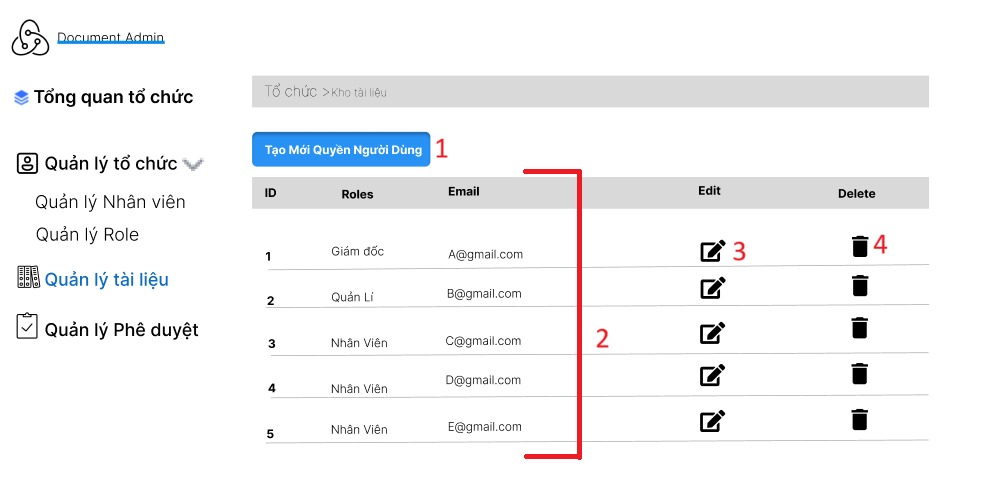 Document Admin
Tổng quan tổ chức
Quản lý tổ chức
Quản lý Nhân viên
Quản lý Role
Quản lý tài liệu
Quản lý Phê duyệt
Tổ chức >Kho tài liệu
Tạo Mới Quyền Người Dùng 1
ID Roles Email Edit Delete
1 Giám đốc A@gmail.com 3 4
2 Quản Lí B@gmail.com
3 Nhân Viên C@gmail.com 2
4 Nhân Viên D@gmail.com
5 Nhân Viên E@gmail.com